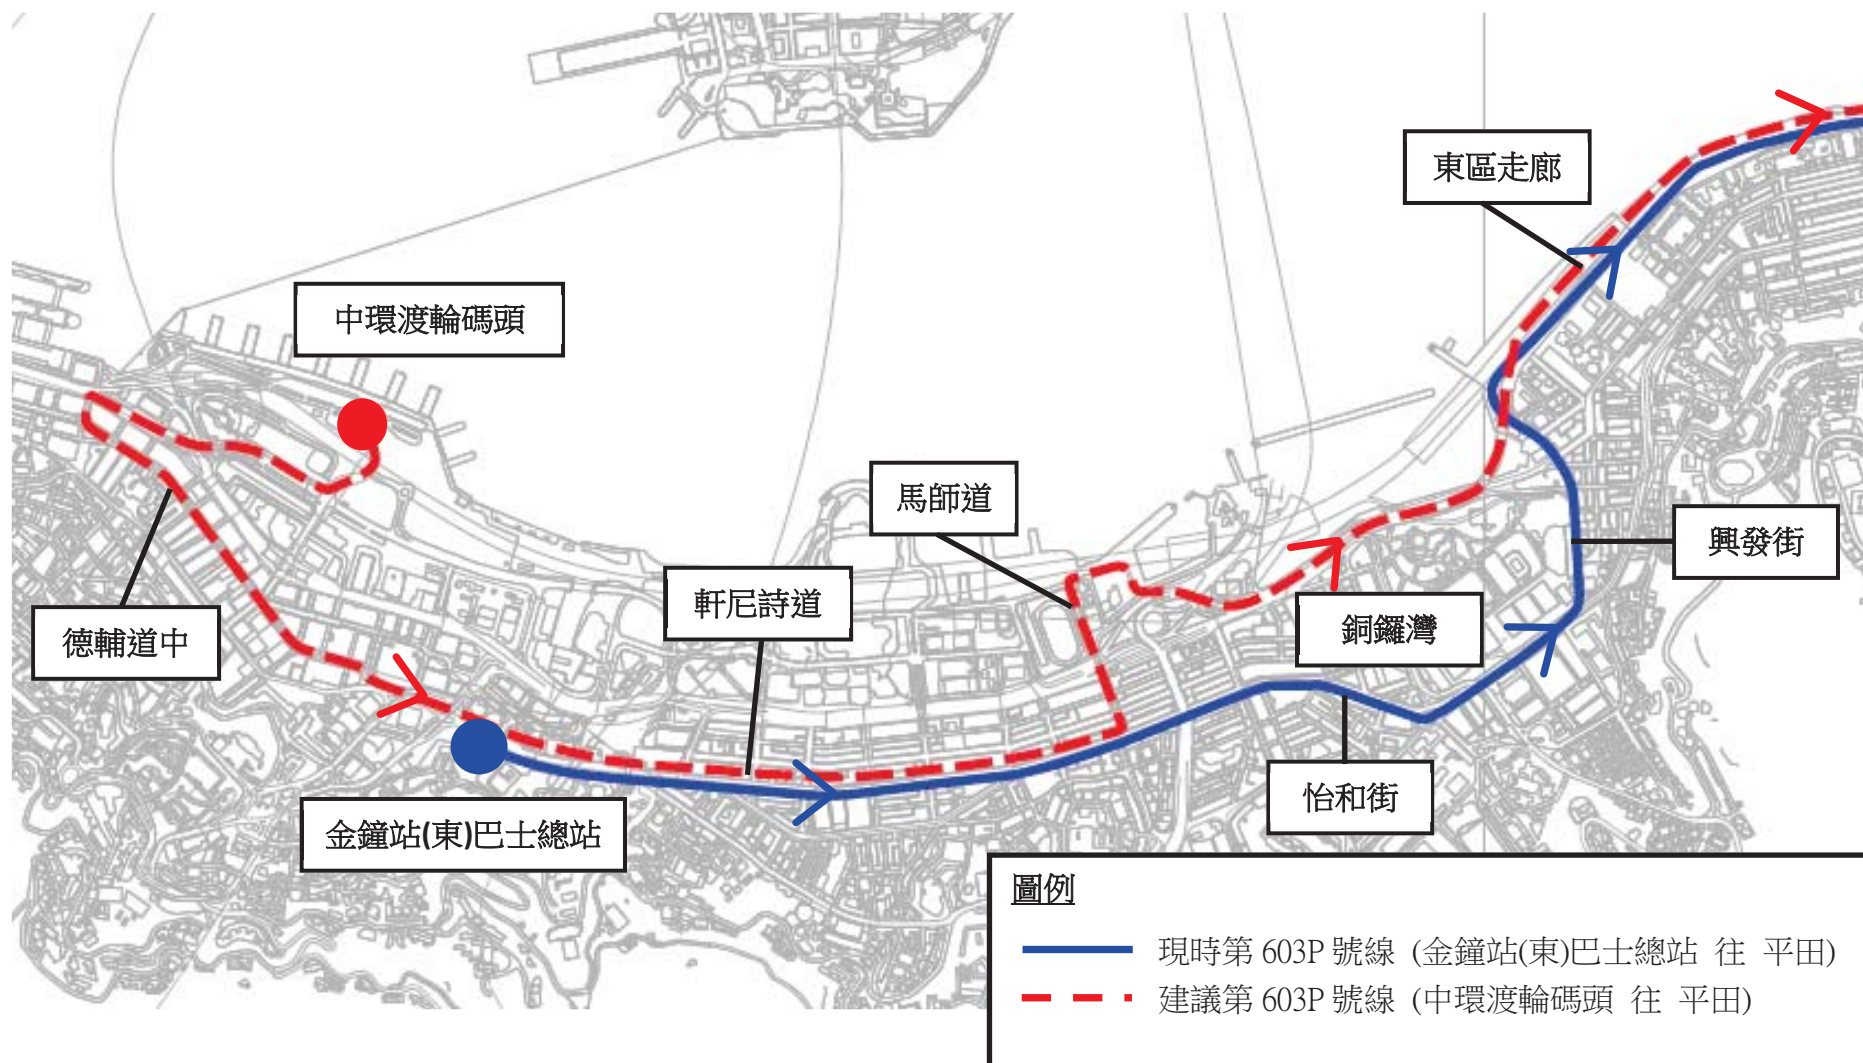 東區走廊
中環渡輪碼頭
馬師道
興發街
軒尼詩道
德輔道中
銅鑼灣
怡和街
金鐘站(東)巴士總站
圖例
現時第 603P 號線 (金鐘站(東)巴士總站 往 平田)
建議第 603P 號線 (中環渡輪碼頭 往 平田)